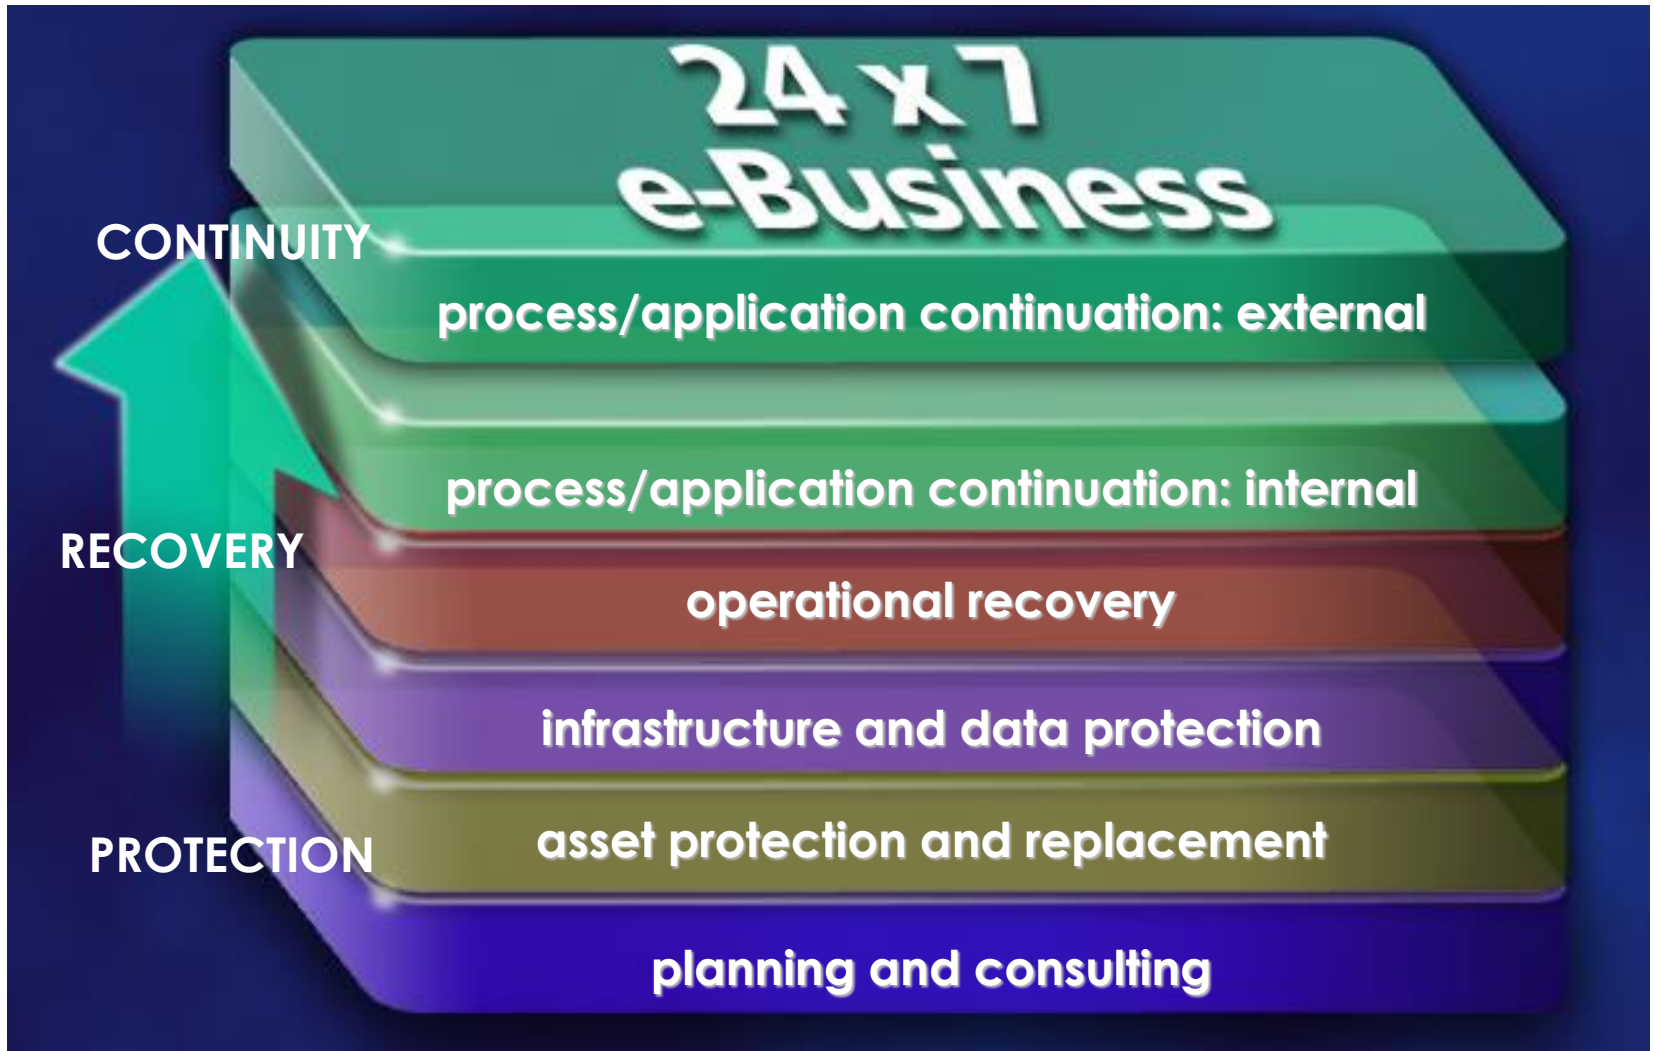 24 x 7
e-Business
CONTINUITY
process/application continuation: external
process/application continuation: internal
RECOVERY
operational recovery
infrastructure and data protection
PROTECTION
asset protection and replacement
planning and consulting